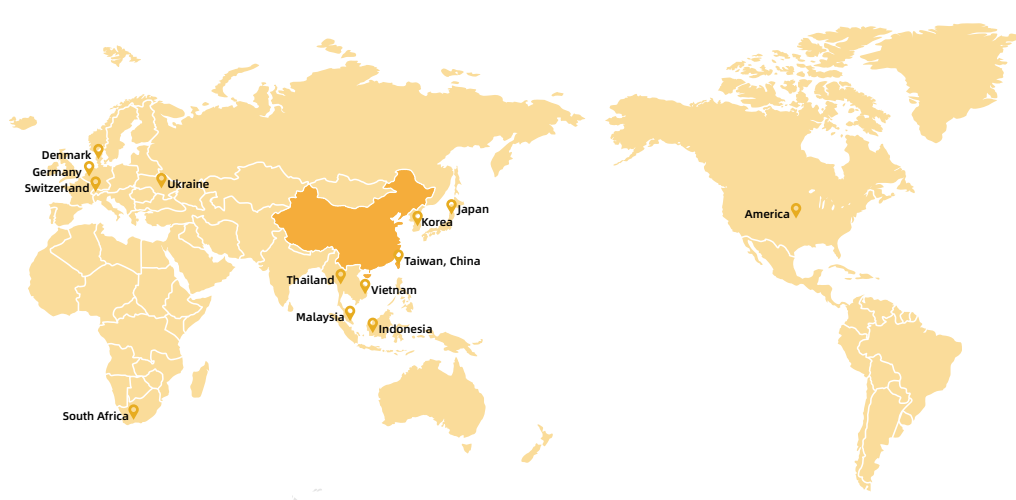 Denmark
Germany
Switzerland
Ukraine
Japan
Korea
America
Taiwan, China
Thailand
Vietnam
Malaysia
Indonesia
South Africa